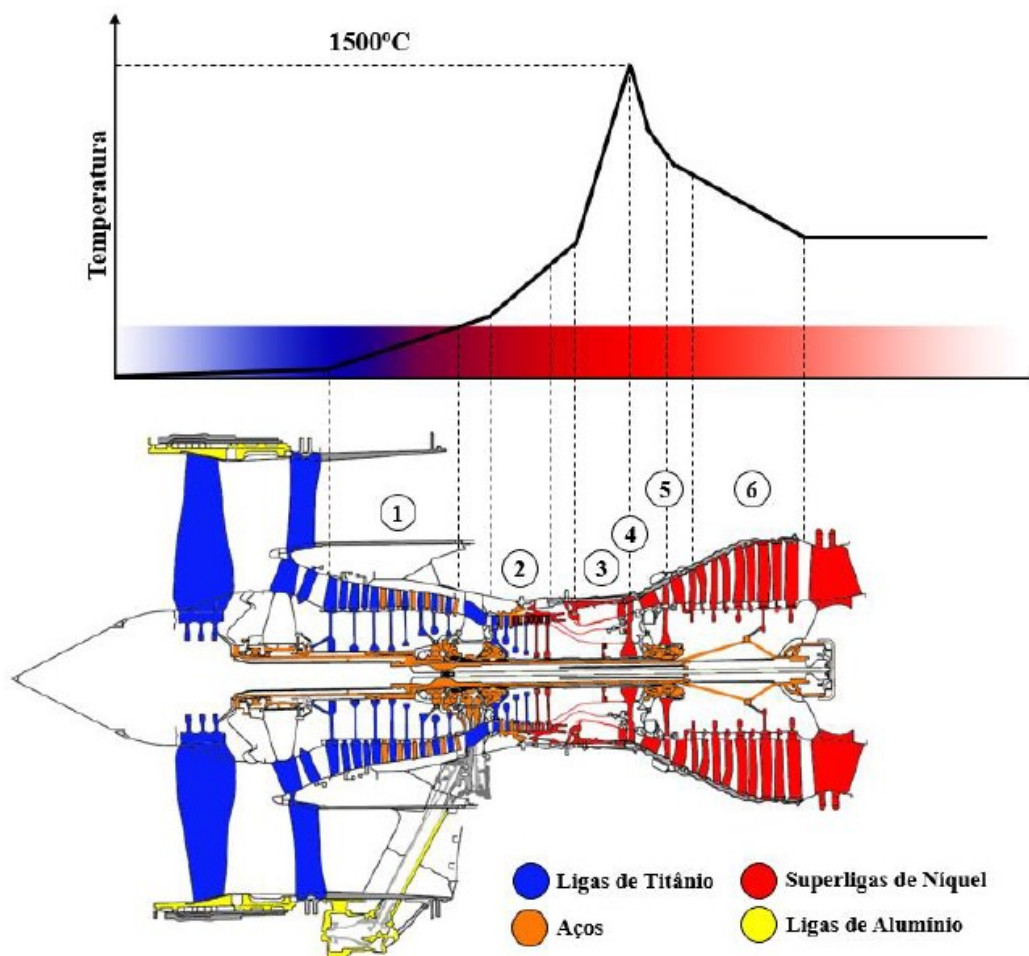 1500ºC
Temperatura
1
2
3
4
5
6
Ligas de Titânio
Superligas de Níquel
Aços
Ligas de Alumínio